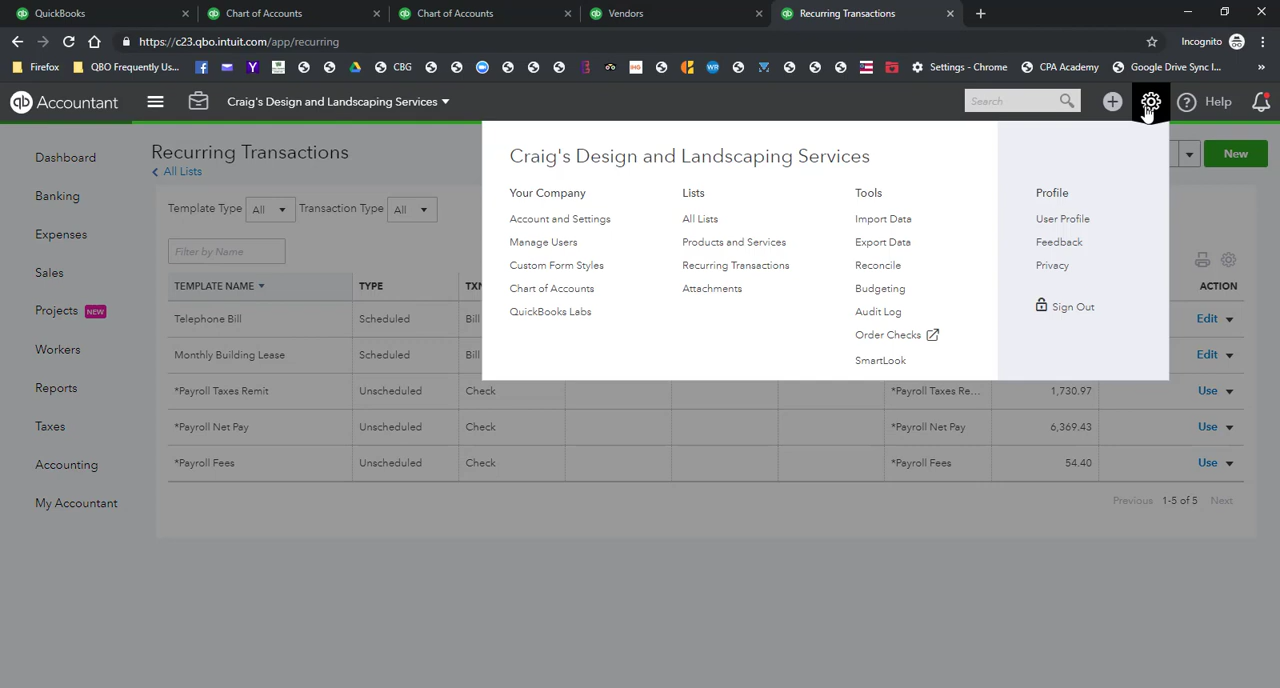 QuickBooks
Chart of Accounts
Chart of Accounts
Vendors
Recurring Transactions
https://c23.qbo.intuit.com/app/recurring
Incognito
Firefox
QBO Frequently Us...
CBG
Settings - Chrome
CPA Academy
Google Drive Sync I...
»
qb Accountant
Craig's Design and Landscaping Services
Search
Help
Dashboard
Banking
Expenses
Sales
Projects NEW
Workers
Reports
Taxes
Accounting
My Accountant
Recurring Transactions
All Lists
New
Template Type All Transaction Type All
Filter by Name
TEMPLATE NAME TYPE TXN ACTION
Telephone Bill Scheduled Bill Edit
Monthly Building Lease Scheduled Bill Edit
*Payroll Taxes Remit Unscheduled Check *Payroll Taxes Re... 1,730.97 Use
*Payroll Net Pay Unscheduled Check *Payroll Net Pay 6,369.43 Use
*Payroll Fees Unscheduled Check *Payroll Fees 54.40 Use
Previous 1-5 of 5 Next
Craig's Design and Landscaping Services
Your Company
Account and Settings
Manage Users
Custom Form Styles
Chart of Accounts
QuickBooks Labs
Lists
All Lists
Products and Services
Recurring Transactions
Attachments
Tools
Import Data
Export Data
Reconcile
Budgeting
Audit Log
Order Checks
SmartLook
Profile
User Profile
Feedback
Privacy
Sign Out